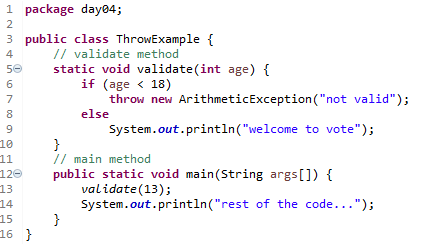 1 package day04;
2
3 public class ThrowExample {
4     // validate method
5     static void validate(int age) {
6         if (age < 18)
7             throw new ArithmeticException("not valid");
8         else
9             System.out.println("welcome to vote");
10     }
11     // main method
12     public static void main(String args[]) {
13         validate(13);
14         System.out.println("rest of the code...");
15     }
16 }